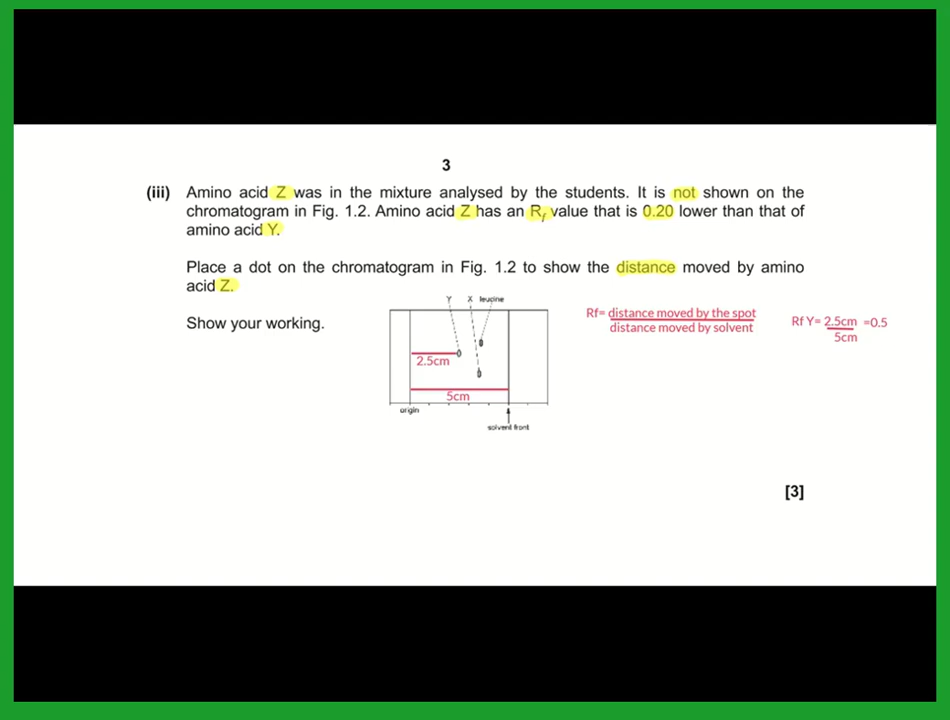 3
(iii) Amino acid Z was in the mixture analysed by the students. It is not shown on the
chromatogram in Fig. 1.2. Amino acid Z has an Rf value that is 0.20 lower than that of
amino acid Y.
Place a dot on the chromatogram in Fig. 1.2 to show the distance moved by amino
acid Z.
Show your working.
Y X leucine
2.5cm
5cm
origin
solvent front
Rf= distance moved by the spot
distance moved by solvent
Rf Y= 2.5cm =0.5
5cm
[3]